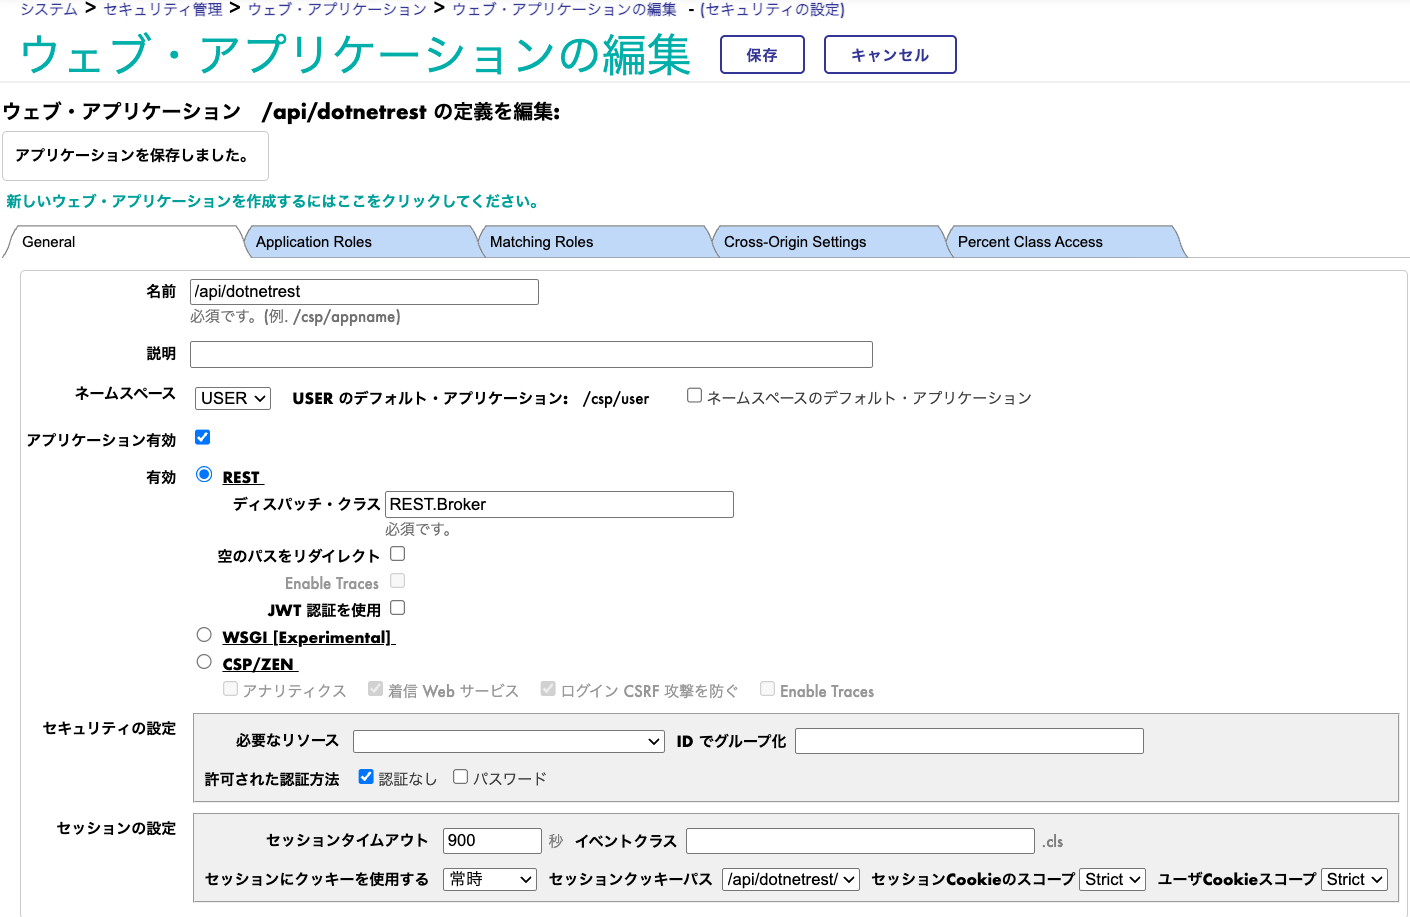 システム > セキュリティ管理 > ウェブ・アプリケーション > ウェブ・アプリケーションの編集 - (セキュリティの設定)
ウェブ・アプリケーションの編集 保存 キャンセル
ウェブ・アプリケーション /api/dotnetrest の定義を編集:
アプリケーションを保存しました。
新しいウェブ・アプリケーションを作成するにはここをクリックしてください。
General Application Roles Matching Roles Cross-Origin Settings Percent Class Access
名前 /api/dotnetrest
必須です。(例. /csp/appname)
説明
ネームスペース USER USER のデフォルト・アプリケーション: /csp/user ネームスペースのデフォルト・アプリケーション
アプリケーション有効
有効 REST
ディスパッチ・クラス REST.Broker
必須です。
空のパスをリダイレクト
Enable Traces
JWT 認証を使用
WSGI [Experimental]
CSP/ZEN
アナリティクス 着信 Web サービス ログイン CSRF 攻撃を防ぐ Enable Traces
セキュリティの設定
必要なリソース ID でグループ化
許可された認証方法 認証なし パスワード
セッションの設定
セッションタイムアウト 900 秒 イベントクラス .cls
セッションにクッキーを使用する 常時 セッションクッキーパス /api/dotnetrest/ セッションCookieのスコープ Strict ユーザCookieスコープ Strict